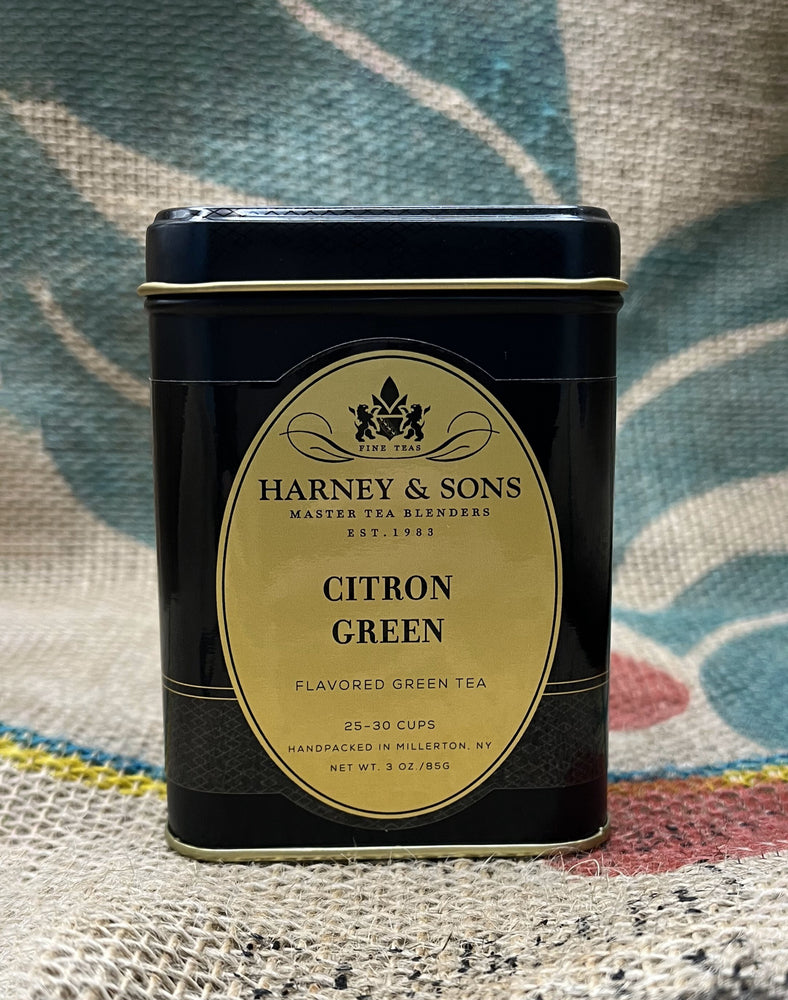 FINE TEAS
HARNEY & SONS
MASTER TEA BLENDERS
EST. 1983
CITRON
GREEN
FLAVORED GREEN TEA
25-30 CUPS
HANDPACKED IN MILLERTON, NY
NET WT. 3 OZ./85G